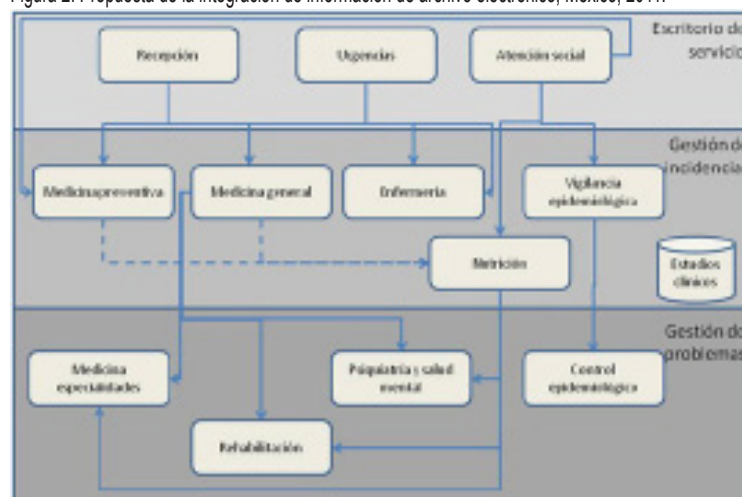 Figura 2. Propuesta de la integración de información de archivo electrónico, México, 2011.
Escritorio de
servicio
Recepción
Urgencias
Atención social
Gestión de
incidencias
Medicina preventiva
Medicina general
Enfermería
Vigilancia
epidemiológica
Nutrición
Estudios
clínicos
Gestión de
problemas
Medicina
especialidades
Psiquiatría y salud
mental
Control
epidemiológico
Rehabilitación